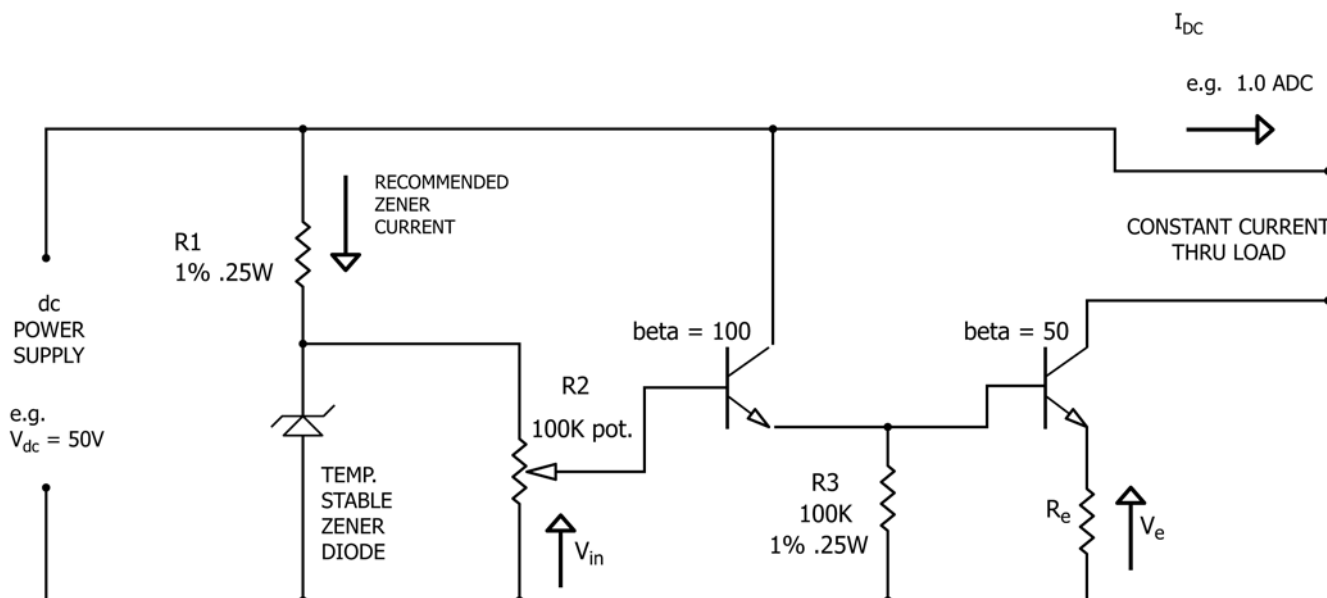 I_DC
e.g. 1.0 ADC
RECOMMENDED
ZENER
CURRENT
R1
1% .25W
CONSTANT CURRENT
THRU LOAD
dc
POWER
SUPPLY
e.g.
V_dc = 50V
beta = 100
beta = 50
R2
100K pot.
TEMP.
STABLE
ZENER
DIODE
V_in
R3
100K
1% .25W
R_e
V_e